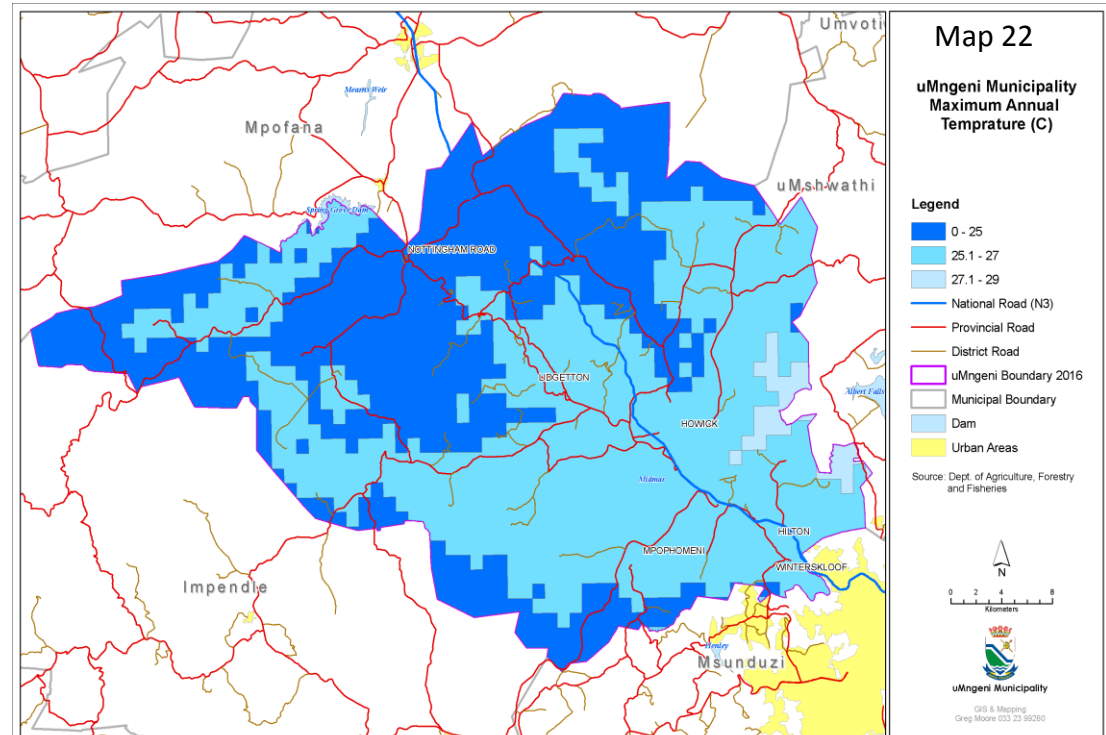 Umvoti
Mearns Weir
Mpofana
uMshwathi
Spring Grove Dam
NOTTINGHAM ROAD
LIDGETTON
Albert Falls
HOWICK
Midmar
HILTON
MPOPHOMENI
WINTERSKLOOF
Impendle
Henley
Msunduzi
Map 22
uMngeni Municipality
Maximum Annual
Temprature (C)
Legend
0 - 25
25.1 - 27
27.1 - 29
National Road (N3)
Provincial Road
District Road
uMngeni Boundary 2016
Municipal Boundary
Dam
Urban Areas
Source: Dept. of Agriculture, Forestry
and Fisheries
N
0 2 4 8
Kilometers
uMngeni Municipality
GIS & Mapping
Greg Moore 033 23 99260